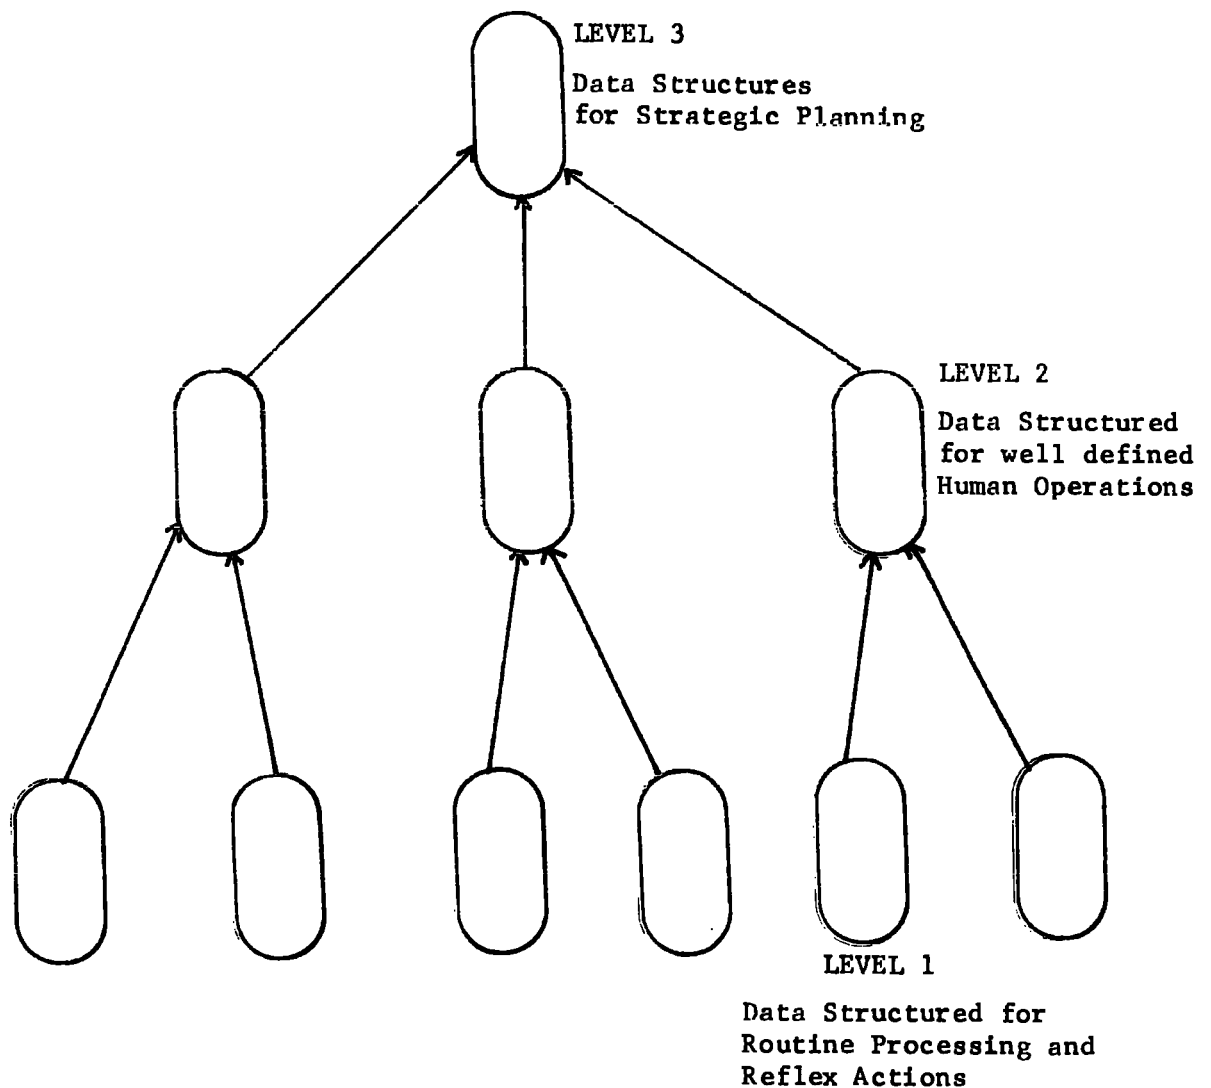 LEVEL 3
Data Structures
for Strategic Planning
LEVEL 2
Data Structured
for well defined
Human Operations
LEVEL 1
Data Structured for
Routine Processing and
Reflex Actions